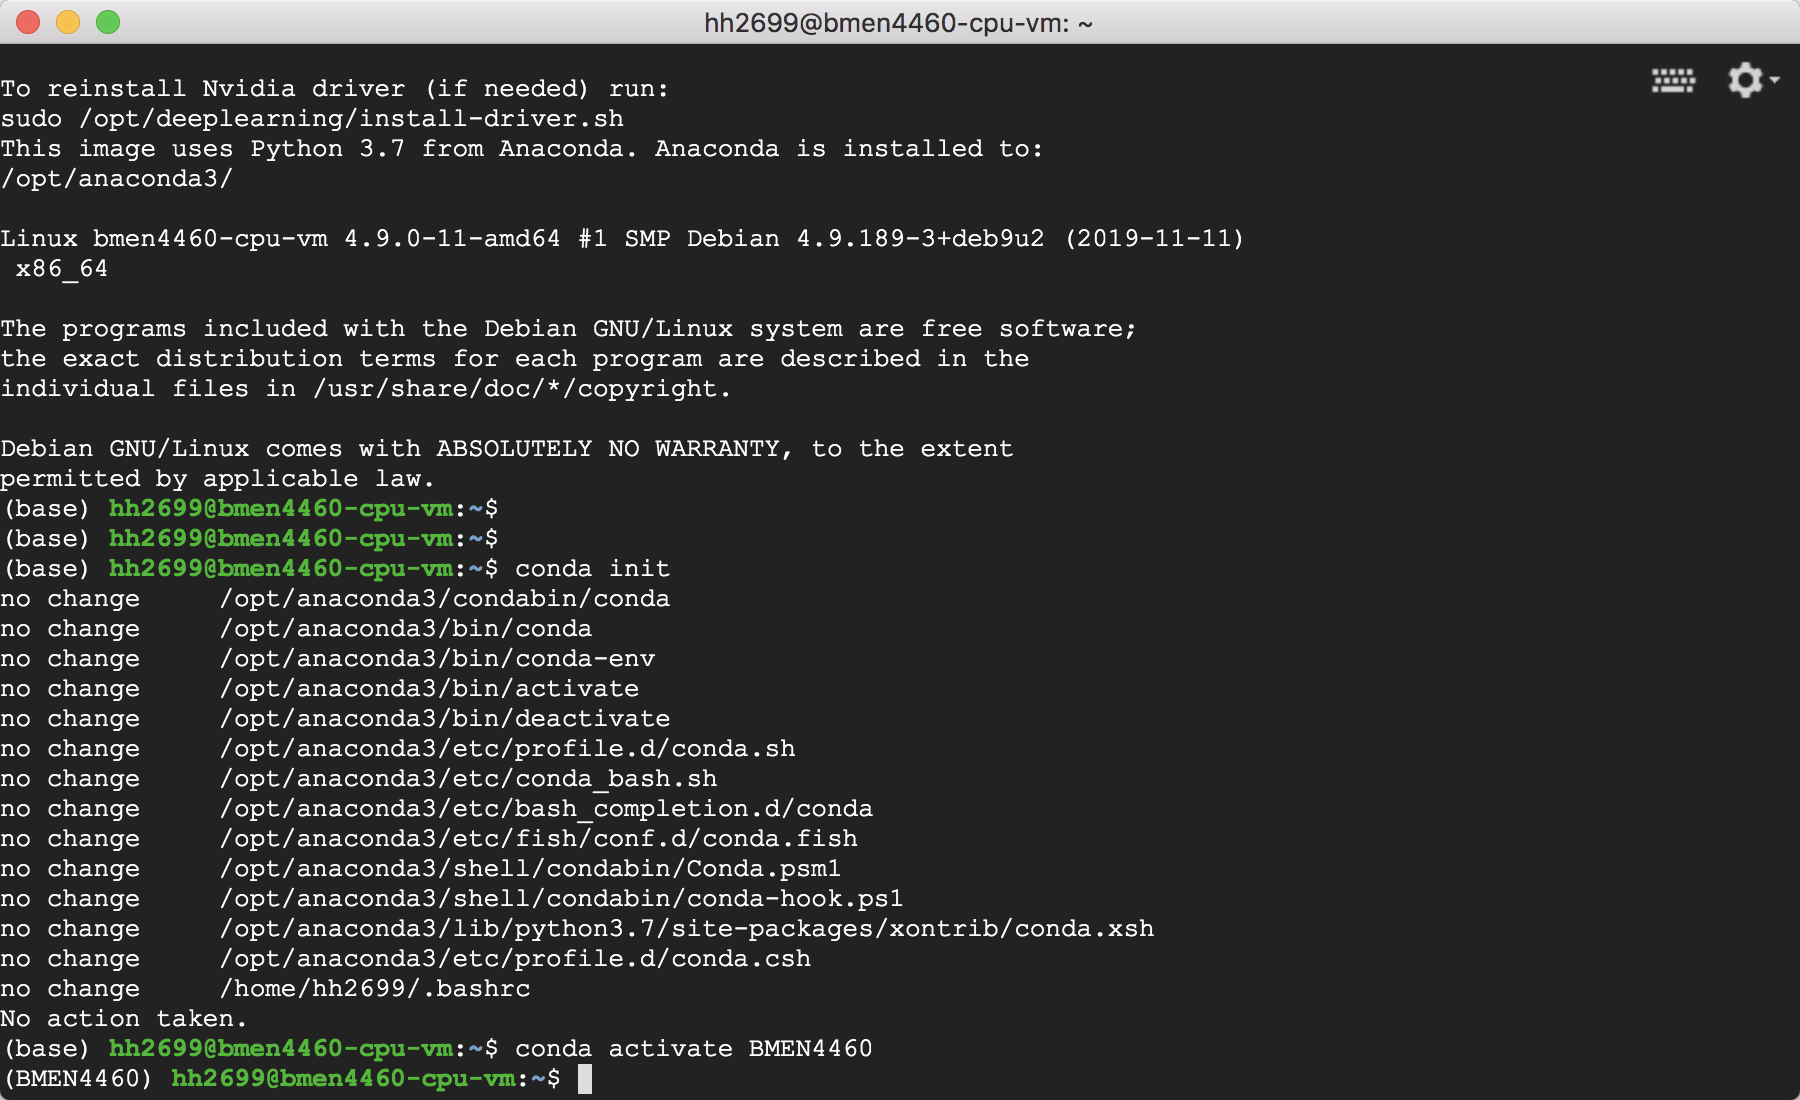 hh2699@bmen4460-cpu-vm: ~
To reinstall Nvidia driver (if needed) run:
sudo /opt/deeplearning/install-driver.sh
This image uses Python 3.7 from Anaconda. Anaconda is installed to:
/opt/anaconda3/
Linux bmen4460-cpu-vm 4.9.0-11-amd64 #1 SMP Debian 4.9.189-3+deb9u2 (2019-11-11)
 x86_64
The programs included with the Debian GNU/Linux system are free software;
the exact distribution terms for each program are described in the
individual files in /usr/share/doc/*/copyright.
Debian GNU/Linux comes with ABSOLUTELY NO WARRANTY, to the extent
permitted by applicable law.
(base) hh2699@bmen4460-cpu-vm:~$
(base) hh2699@bmen4460-cpu-vm:~$
(base) hh2699@bmen4460-cpu-vm:~$ conda init
no change     /opt/anaconda3/condabin/conda
no change     /opt/anaconda3/bin/conda
no change     /opt/anaconda3/bin/conda-env
no change     /opt/anaconda3/bin/activate
no change     /opt/anaconda3/bin/deactivate
no change     /opt/anaconda3/etc/profile.d/conda.sh
no change     /opt/anaconda3/etc/conda_bash.sh
no change     /opt/anaconda3/etc/bash_completion.d/conda
no change     /opt/anaconda3/etc/fish/conf.d/conda.fish
no change     /opt/anaconda3/shell/condabin/Conda.psm1
no change     /opt/anaconda3/shell/condabin/conda-hook.ps1
no change     /opt/anaconda3/lib/python3.7/site-packages/xontrib/conda.xsh
no change     /opt/anaconda3/etc/profile.d/conda.csh
no change     /home/hh2699/.bashrc
No action taken.
(base) hh2699@bmen4460-cpu-vm:~$ conda activate BMEN4460
(BMEN4460) hh2699@bmen4460-cpu-vm:~$